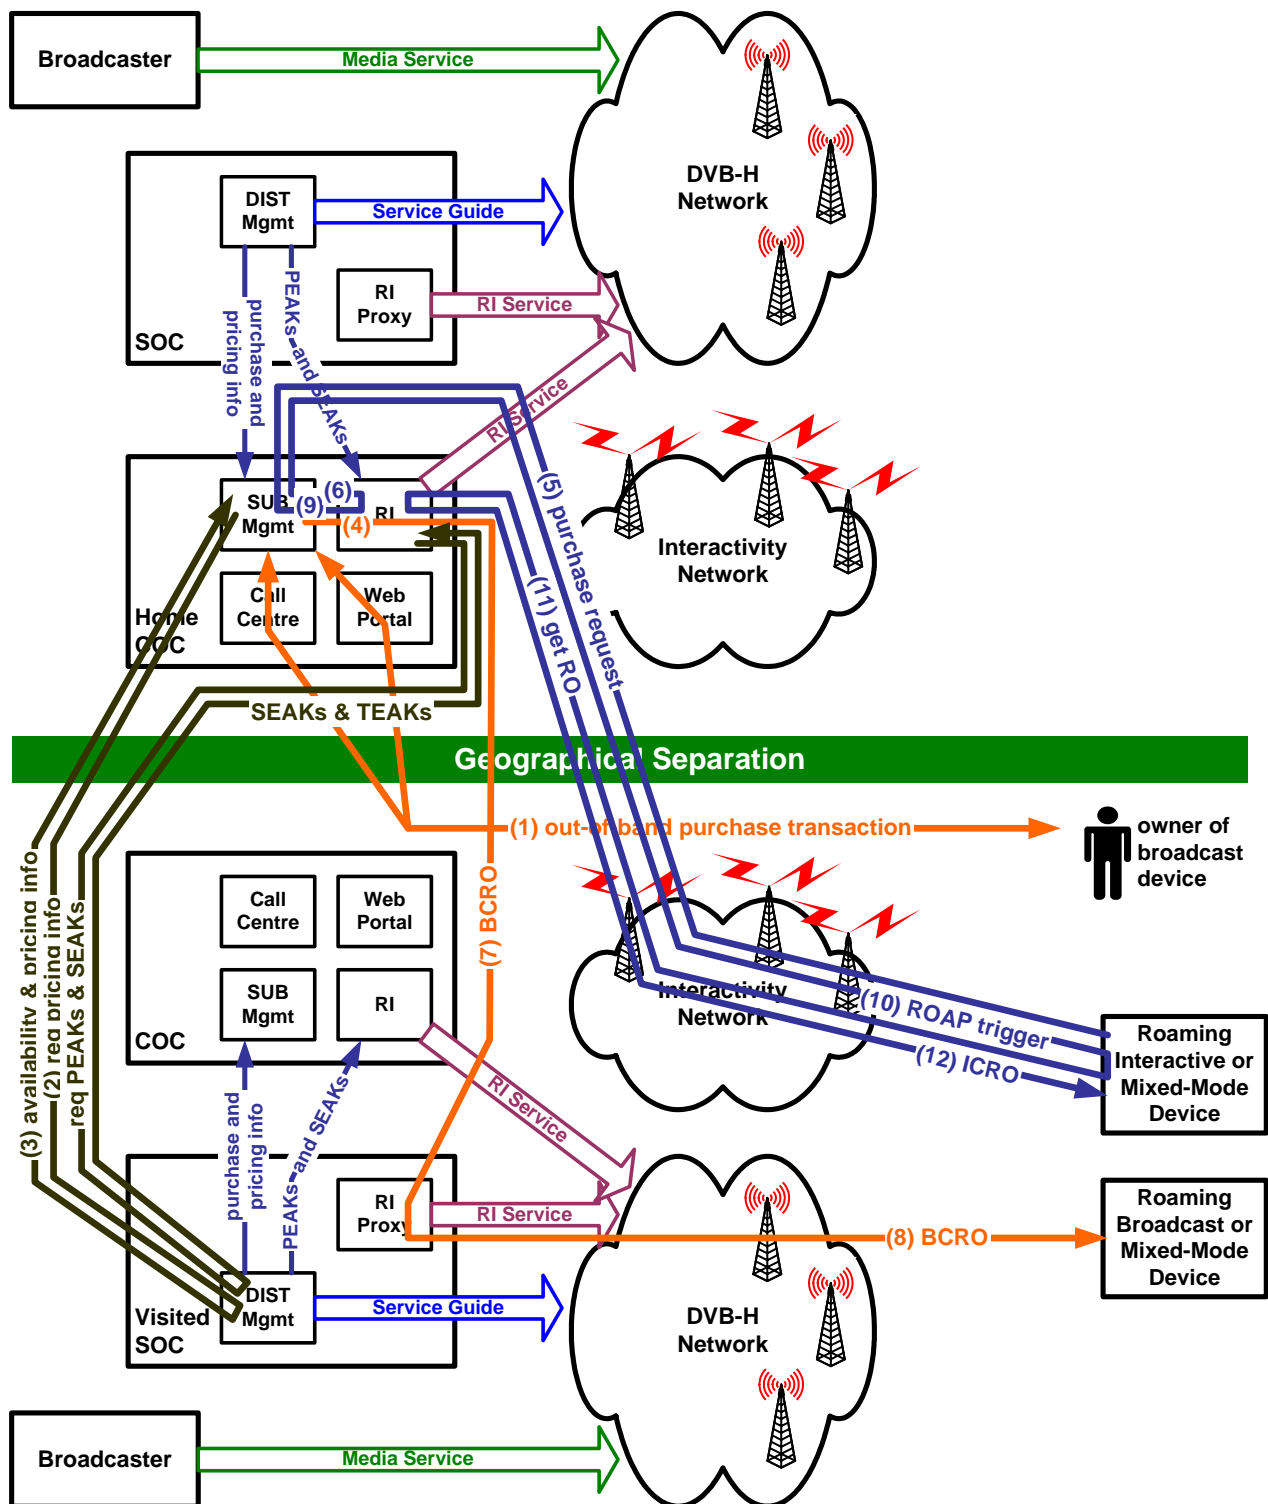 Broadcaster
Media Service
DVB-H
Network
DIST
Mgmt
Service Guide
RI
Proxy
RI Service
SOC
purchase and
pricing info
PEAKs and SEAKs
RI Service
SUB
Mgmt
RI
(6)
(9)
(4)
Call
Centre
Web
Portal
Home
COC
Interactivity
Network
(5) purchase request
(11) get RO
SEAKs & TEAKs
Geographical Separation
(1) out-of band purchase transaction
owner of
broadcast
device
(3) availability & pricing info
(2) req pricing info
req PEAKs & SEAKs
(7) BCRO
Call
Centre
Web
Portal
SUB
Mgmt
RI
COC
Interactivity
Network
(10) ROAP trigger
(12) ICRO
Roaming
Interactive or
Mixed-Mode
Device
purchase and
pricing info
PEAKs and SEAKs
RI Service
RI
Proxy
RI Service
(8) BCRO
Roaming
Broadcast or
Mixed-Mode
Device
DIST
Mgmt
Service Guide
Visited
SOC
DVB-H
Network
Broadcaster
Media Service